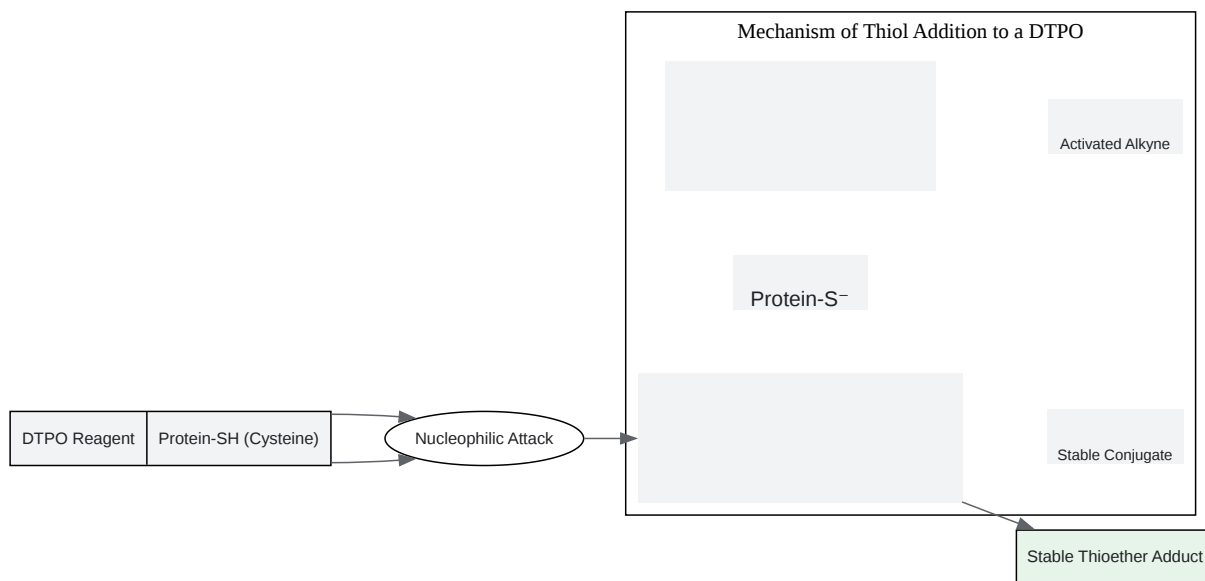 Mechanism of Thiol Addition to a DTPO
Activated Alkyne
Protein-S⁻
DTPO Reagent
Protein-SH (Cysteine)
Nucleophilic Attack
Stable Conjugate
Stable Thioether Adduct